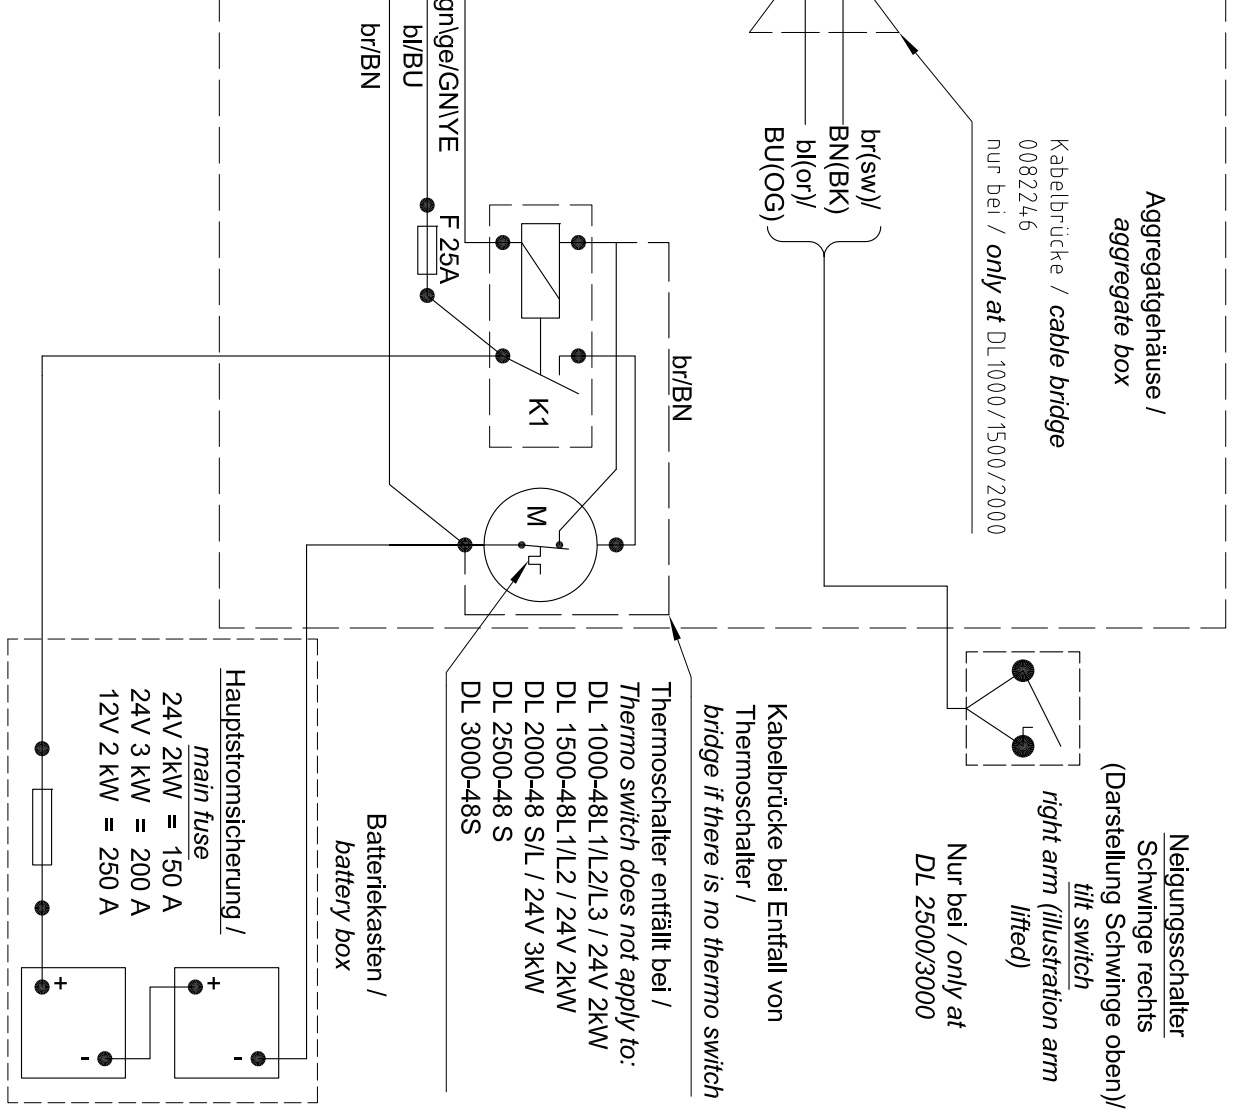 Aggregatgehäuse /
aggregate box
Kabelbrücke / cable bridge
0082246
nur bei / only at DL1000/1500/2000
br(sw)/
BN(BK)
bl(or)/
BU(OG)
gn\ge/GN\YE
bl/BU
br/BN
F 25A
K1
br/BN
M
Neigungsschalter
Schwinge rechts
(Darstellung Schwinge oben)/
tilt switch
right arm (illustration arm
lifted)
Nur bei / only at
DL 2500/3000
Kabelbrücke bei Entfall von
Thermoschalter /
bridge if there is no thermo switch
Thermoschalter entfällt bei /
Thermo switch does not apply to:
DL 1000-48L1/L2/L3 / 24V 2kW
DL 1500-48L1/L2 / 24V 2kW
DL 2000-48 S/L / 24V 3kW
DL 2500-48 S
DL 3000-48S
Batteriekasten /
battery box
Hauptstromsicherung /
main fuse
24V 2kW = 150 A
24V 3 kW = 200 A
12V 2 kW = 250 A
+
-
+
-